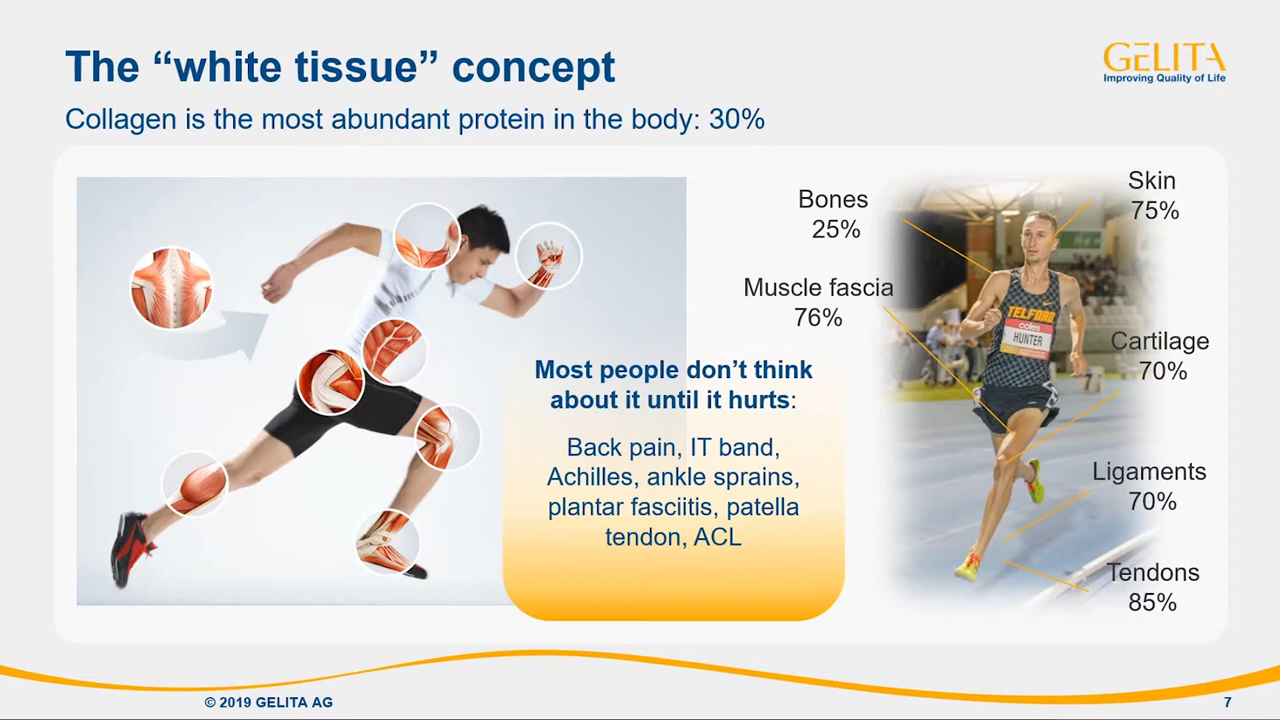 The “white tissue” concept
GELITA
Improving Quality of Life
Collagen is the most abundant protein in the body: 30%
Most people don’t think
about it until it hurts:
Back pain, IT band,
Achilles, ankle sprains,
plantar fasciitis, patella
tendon, ACL
Bones
25%
Muscle fascia
76%
Skin
75%
Cartilage
70%
Ligaments
70%
Tendons
85%
TELFORD
coles
HUNTER
© 2019 GELITA AG
7